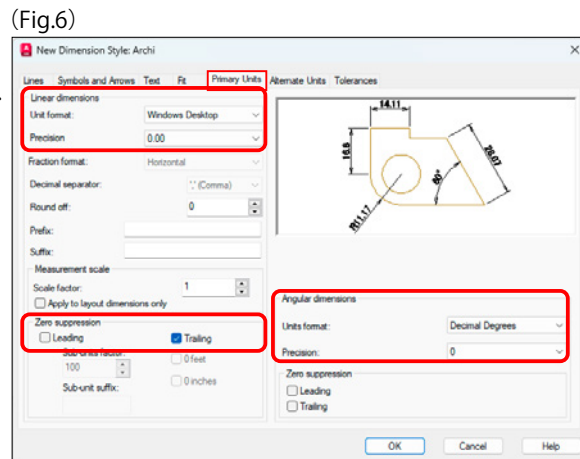 (Fig.6)
New Dimension Style: Archi
Lines Symbols and Arrows Text Fit Primary Units Alternate Units Tolerances
Linear dimensions
Unit format: Windows Desktop
Precision 0.00
Fraction format: Horizontal
Decimal separator: ',' (Comma)
Round off: 0
Prefix:
Suffix:
Measurement scale
Scale factor: 1
Apply to layout dimensions only
Zero suppression
Leading Trailing
Sub-units factor: 0 feet
100
0 inches
Sub-unit suffix:
14.11
16.6
28.07
60°
R11.17
Angular dimensions
Units format: Decimal Degrees
Precision: 0
Zero suppression
Leading
Trailing
OK Cancel Help